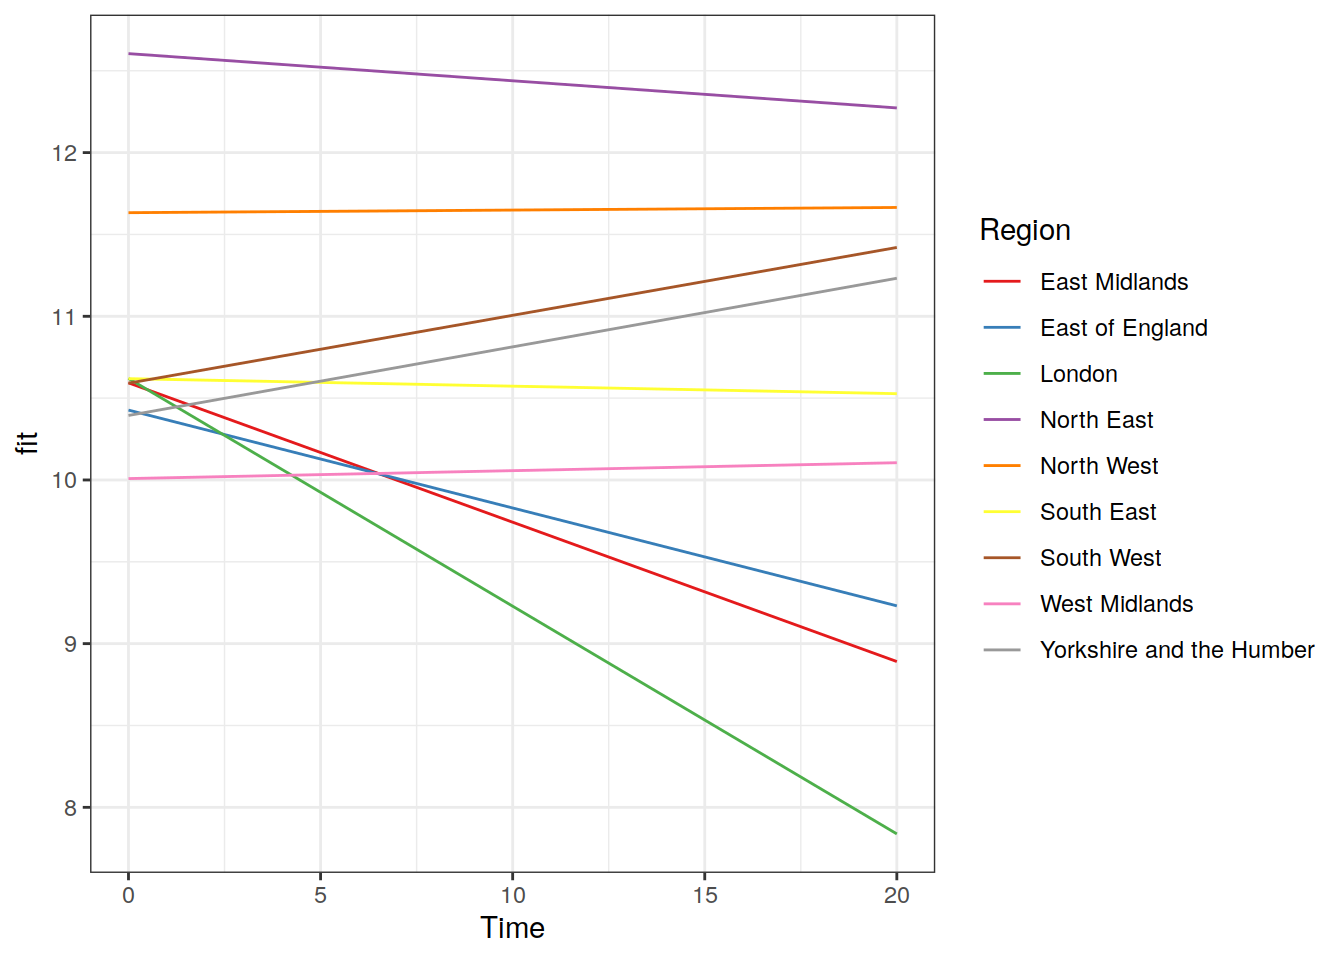 12
11
10
9
8
fit
0 5 10 15 20
Time
Region
East Midlands
East of England
London
North East
North West
South East
South West
West Midlands
Yorkshire and the Humber